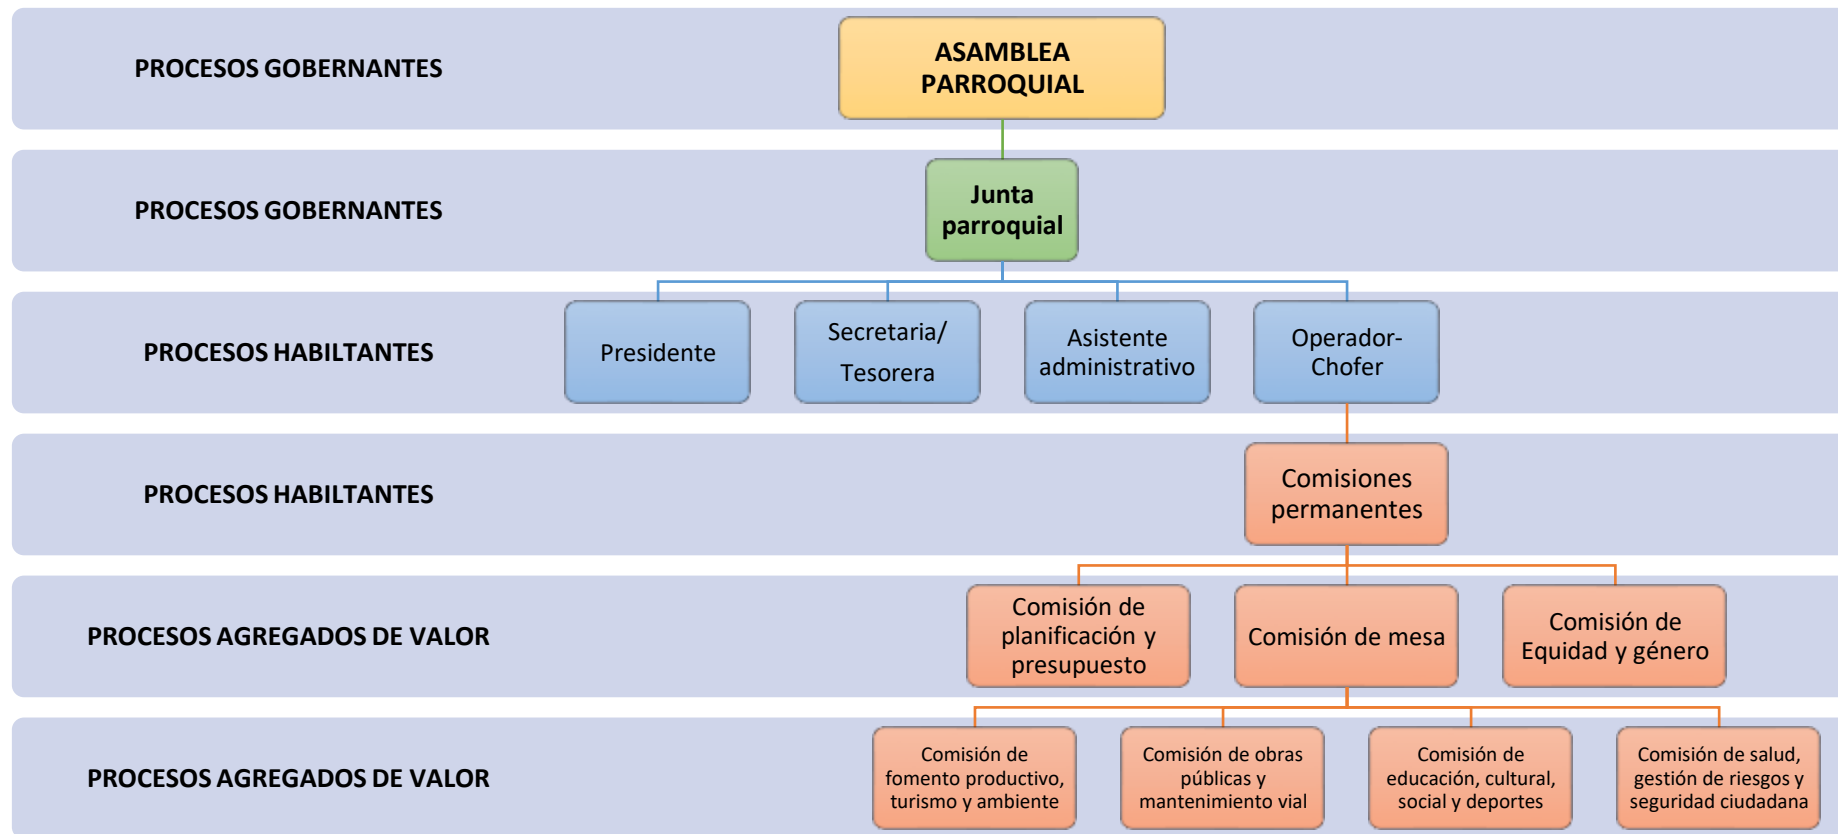 PROCESOS GOBERNANTES
ASAMBLEA
PARROQUIAL
PROCESOS GOBERNANTES
Junta
parroquial
PROCESOS HABILTANTES
Presidente
Secretaria/
Tesorera
Asistente
administrativo
Operador-
Chofer
PROCESOS HABILTANTES
Comisiones
permanentes
PROCESOS AGREGADOS DE VALOR
Comisión de
planificación y
presupuesto
Comisión de mesa
Comisión de
Equidad y género
PROCESOS AGREGADOS DE VALOR
Comisión de
fomento productivo,
turismo y ambiente
Comisión de obras
públicas y
mantenimiento vial
Comisión de
educación, cultural,
social y deportes
Comisión de salud,
gestión de riesgos y
seguridad ciudadana